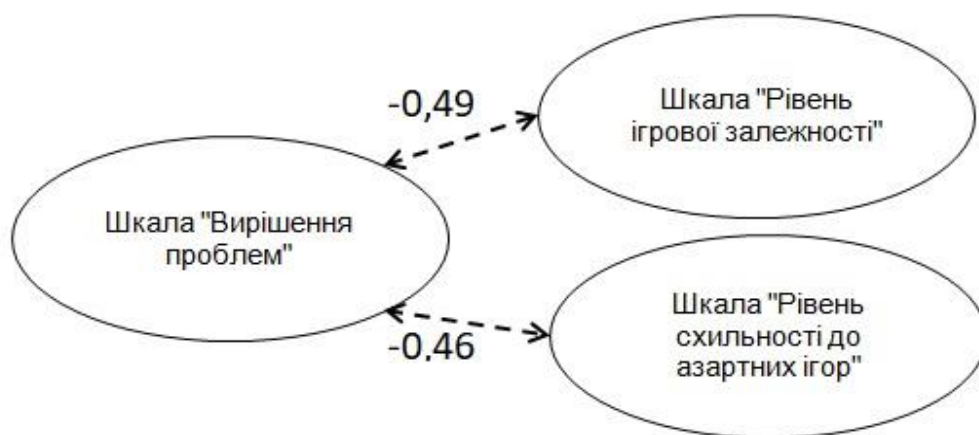 -0,49
Шкала "Рівень
ігрової залежності"
Шкала "Вирішення
проблем"
-0,46
Шкала "Рівень
схильності до
азартних ігор"